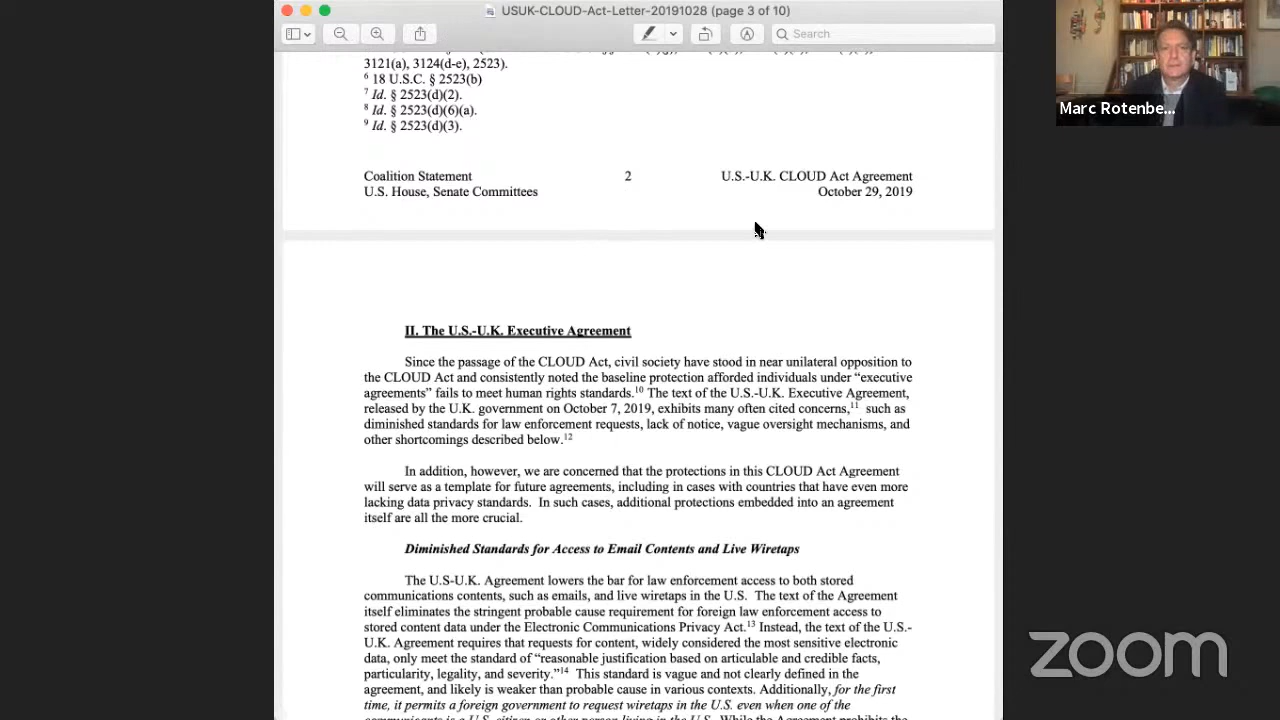 USUK-CLOUD-Act-Letter-20191028 (page 3 of 10)
Search
3121(a), 3124(d-e), 2523).
6 18 U.S.C. § 2523(b)
7 Id. § 2523(d)(2).
8 Id. § 2523(d)(6)(a).
9 Id. § 2523(d)(3).
Coalition Statement 2 U.S.-U.K. CLOUD Act Agreement
U.S. House, Senate Committees October 29, 2019
II. The U.S.-U.K. Executive Agreement
Since the passage of the CLOUD Act, civil society have stood in near unilateral opposition to
the CLOUD Act and consistently noted the baseline protection afforded individuals under “executive
agreements” fails to meet human rights standards.10 The text of the U.S.-U.K. Executive Agreement,
released by the U.K. government on October 7, 2019, exhibits many often cited concerns,11 such as
diminished standards for law enforcement requests, lack of notice, vague oversight mechanisms, and
other shortcomings described below.12
In addition, however, we are concerned that the protections in this CLOUD Act Agreement
will serve as a template for future agreements, including in cases with countries that have even more
lacking data privacy standards. In such cases, additional protections embedded into an agreement
itself are all the more crucial.
Diminished Standards for Access to Email Contents and Live Wiretaps
The U.S-U.K. Agreement lowers the bar for law enforcement access to both stored
communications contents, such as emails, and live wiretaps in the U.S. The text of the Agreement
itself eliminates the stringent probable cause requirement for foreign law enforcement access to
stored content data under the Electronic Communications Privacy Act.13 Instead, the text of the U.S.-
U.K. Agreement requires that requests for content, widely considered the most sensitive electronic
data, only meet the standard of “reasonable justification based on articulable and credible facts,
particularity, legality, and severity.”14 This standard is vague and not clearly defined in the
agreement, and likely is weaker than probable cause in various contexts. Additionally, for the first
time, it permits a foreign government to request wiretaps in the U.S. even when one of the
communicants is a U.S. citizen or other person living in the U.S. While the Agreement prohibits the
Marc Rotenbe...
zoom